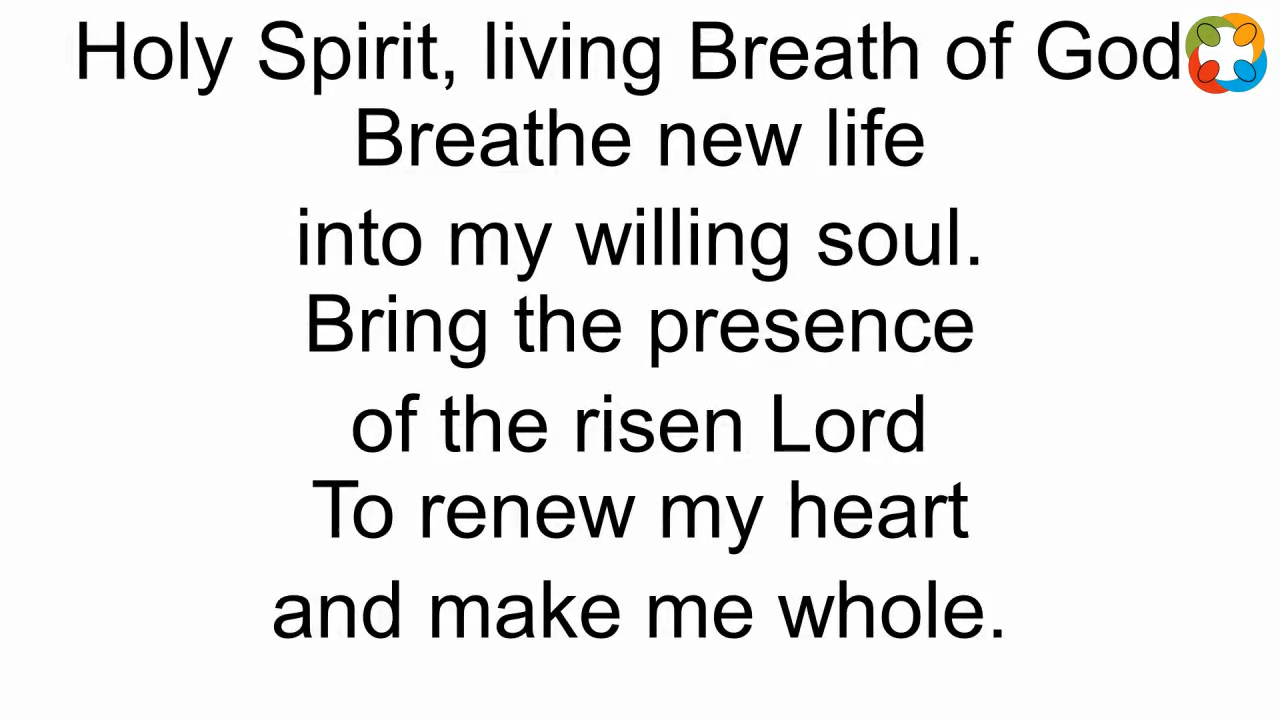 Holy Spirit, living Breath of God
Breathe new life
into my willing soul.
Bring the presence
of the risen Lord
To renew my heart
and make me whole.